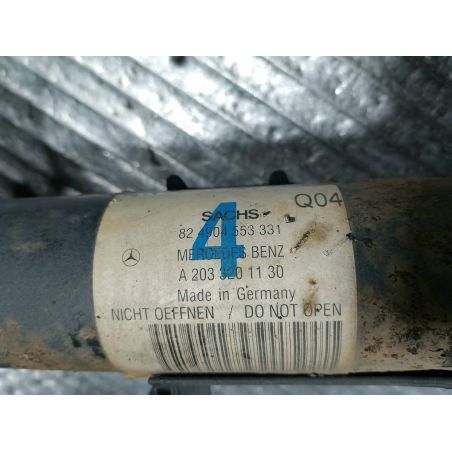 Q04
SACHS
4
82 4904 553 331
MERCEDES BENZ
A 203 320 11 30
Made in Germany
NICHT OEFFNEN / DO NOT OPEN